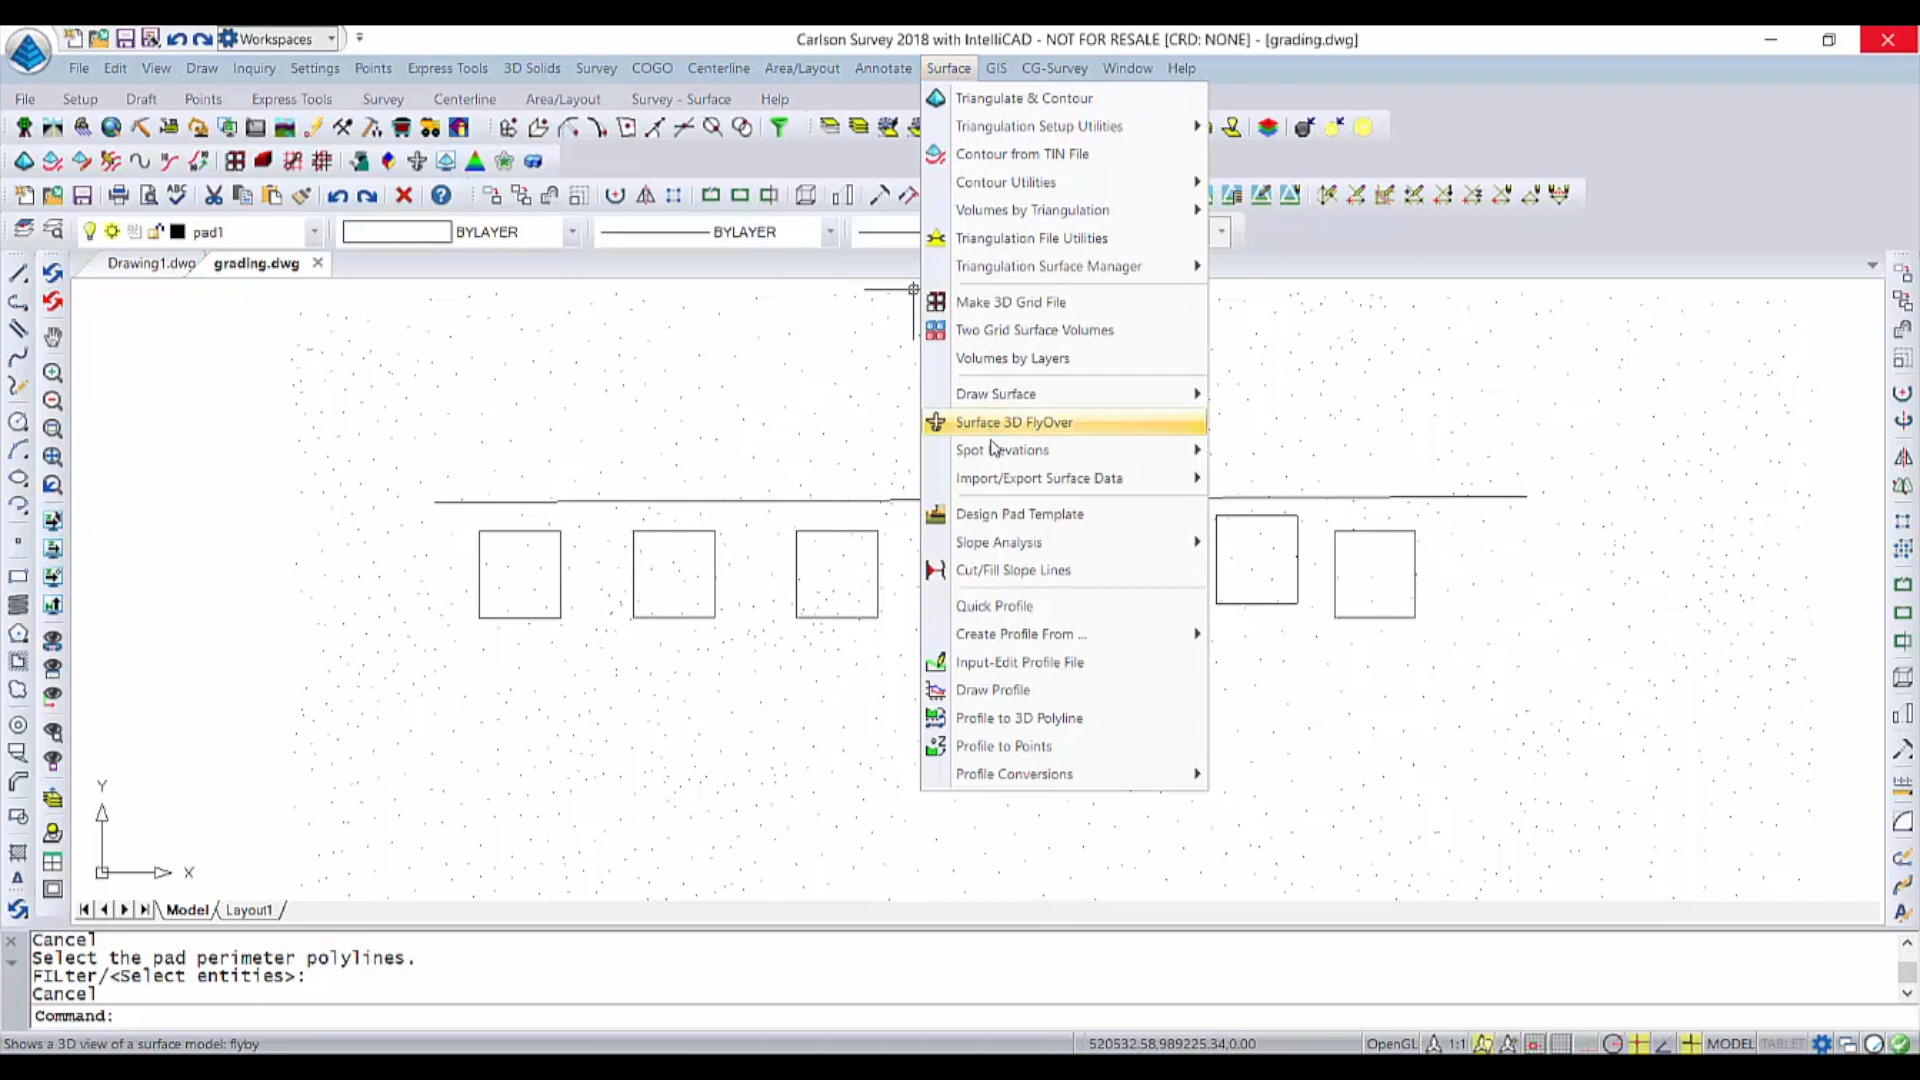 Workspaces
Carlson Survey 2018 with IntelliCAD - NOT FOR RESALE [CRD: NONE] - [grading.dwg]
File Edit View Draw Inquiry Settings Points Express Tools 3D Solids Survey COGO Centerline Area/Layout Annotate Surface GIS CG-Survey Window Help
File Setup Draft Points Express Tools Survey Centerline Area/Layout Survey - Surface Help
Triangulate & Contour
Triangulation Setup Utilities
Contour from TIN File
Contour Utilities
Volumes by Triangulation
pad1 BYLAYER BYLAYER
Triangulation File Utilities
Drawing1.dwg grading.dwg
Triangulation Surface Manager
Make 3D Grid File
Two Grid Surface Volumes
Volumes by Layers
Draw Surface
Surface 3D FlyOver
Spot
Import/Export Surface Data
Design Pad Template
Slope Analysis
Cut/Fill Slope Lines
Quick Profile
Create Profile From ...
Input-Edit Profile File
Draw Profile
Profile to 3D Polyline
Profile to Points
Profile Conversions
Y
X
Model Layout1
Cancel
Select the pad perimeter polylines.
FILter/<Select entities>:
Cancel
Command:
Shows a 3D view of a surface model: flyby
520532.58,989225.34,0.00 OpenGL 1:1 MODEL TABLET